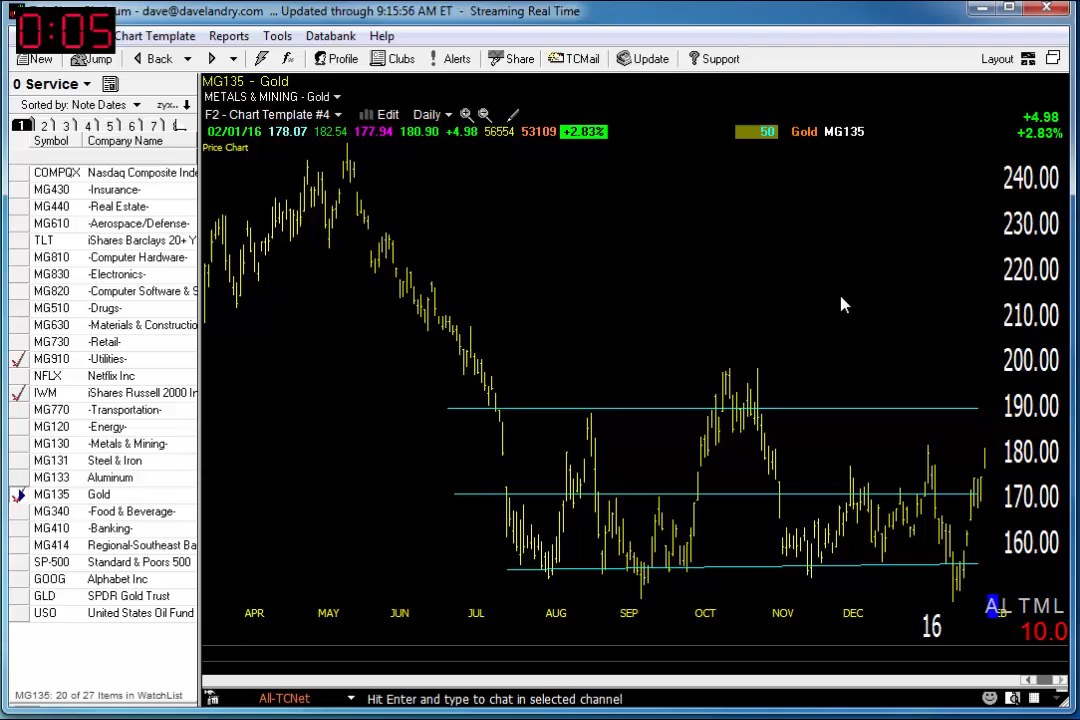 dave@davelandry.com ... Updated through 9:15:56 AM ET - Streaming Real Time
0:05
Chart Template Reports Tools Databank Help
New Jump Back Profile Clubs Alerts Share TCMail Update Support Layout
0 Service
Sorted by: Note Dates zyx..
1 2 3 4 5 6 7
Symbol Company Name
COMPQX Nasdaq Composite Inde
MG430 -Insurance-
MG440 -Real Estate-
MG610 -Aerospace/Defense-
TLT iShares Barclays 20+ Y
MG810 -Computer Hardware-
MG830 -Electronics-
MG820 -Computer Software & S
MG510 -Drugs-
MG630 -Materials & Constructio
MG730 -Retail-
MG910 -Utilities-
NFLX Netflix Inc
IWM iShares Russell 2000 In
MG770 -Transportation-
MG120 -Energy-
MG130 -Metals & Mining-
MG131 Steel & Iron
MG133 Aluminum
MG135 Gold
MG340 -Food & Beverage-
MG410 -Banking-
MG414 Regional-Southeast Ba
SP-500 Standard & Poors 500
GOOG Alphabet Inc
GLD SPDR Gold Trust
USO United States Oil Fund
MG135: 20 of 27 Items in WatchList
MG135 - Gold
METALS & MINING - Gold
F2 - Chart Template #4 Edit Daily
02/01/16 178.07 182.54 177.94 180.90 +4.98 56554 53109 +2.83% 50 Gold MG135
+4.98
+2.83%
Price Chart
240.00
230.00
220.00
210.00
200.00
190.00
180.00
170.00
160.00
APR MAY JUN JUL AUG SEP OCT NOV DEC
16
A L T M L
10.0
All-TCNet Hit Enter and type to chat in selected channel